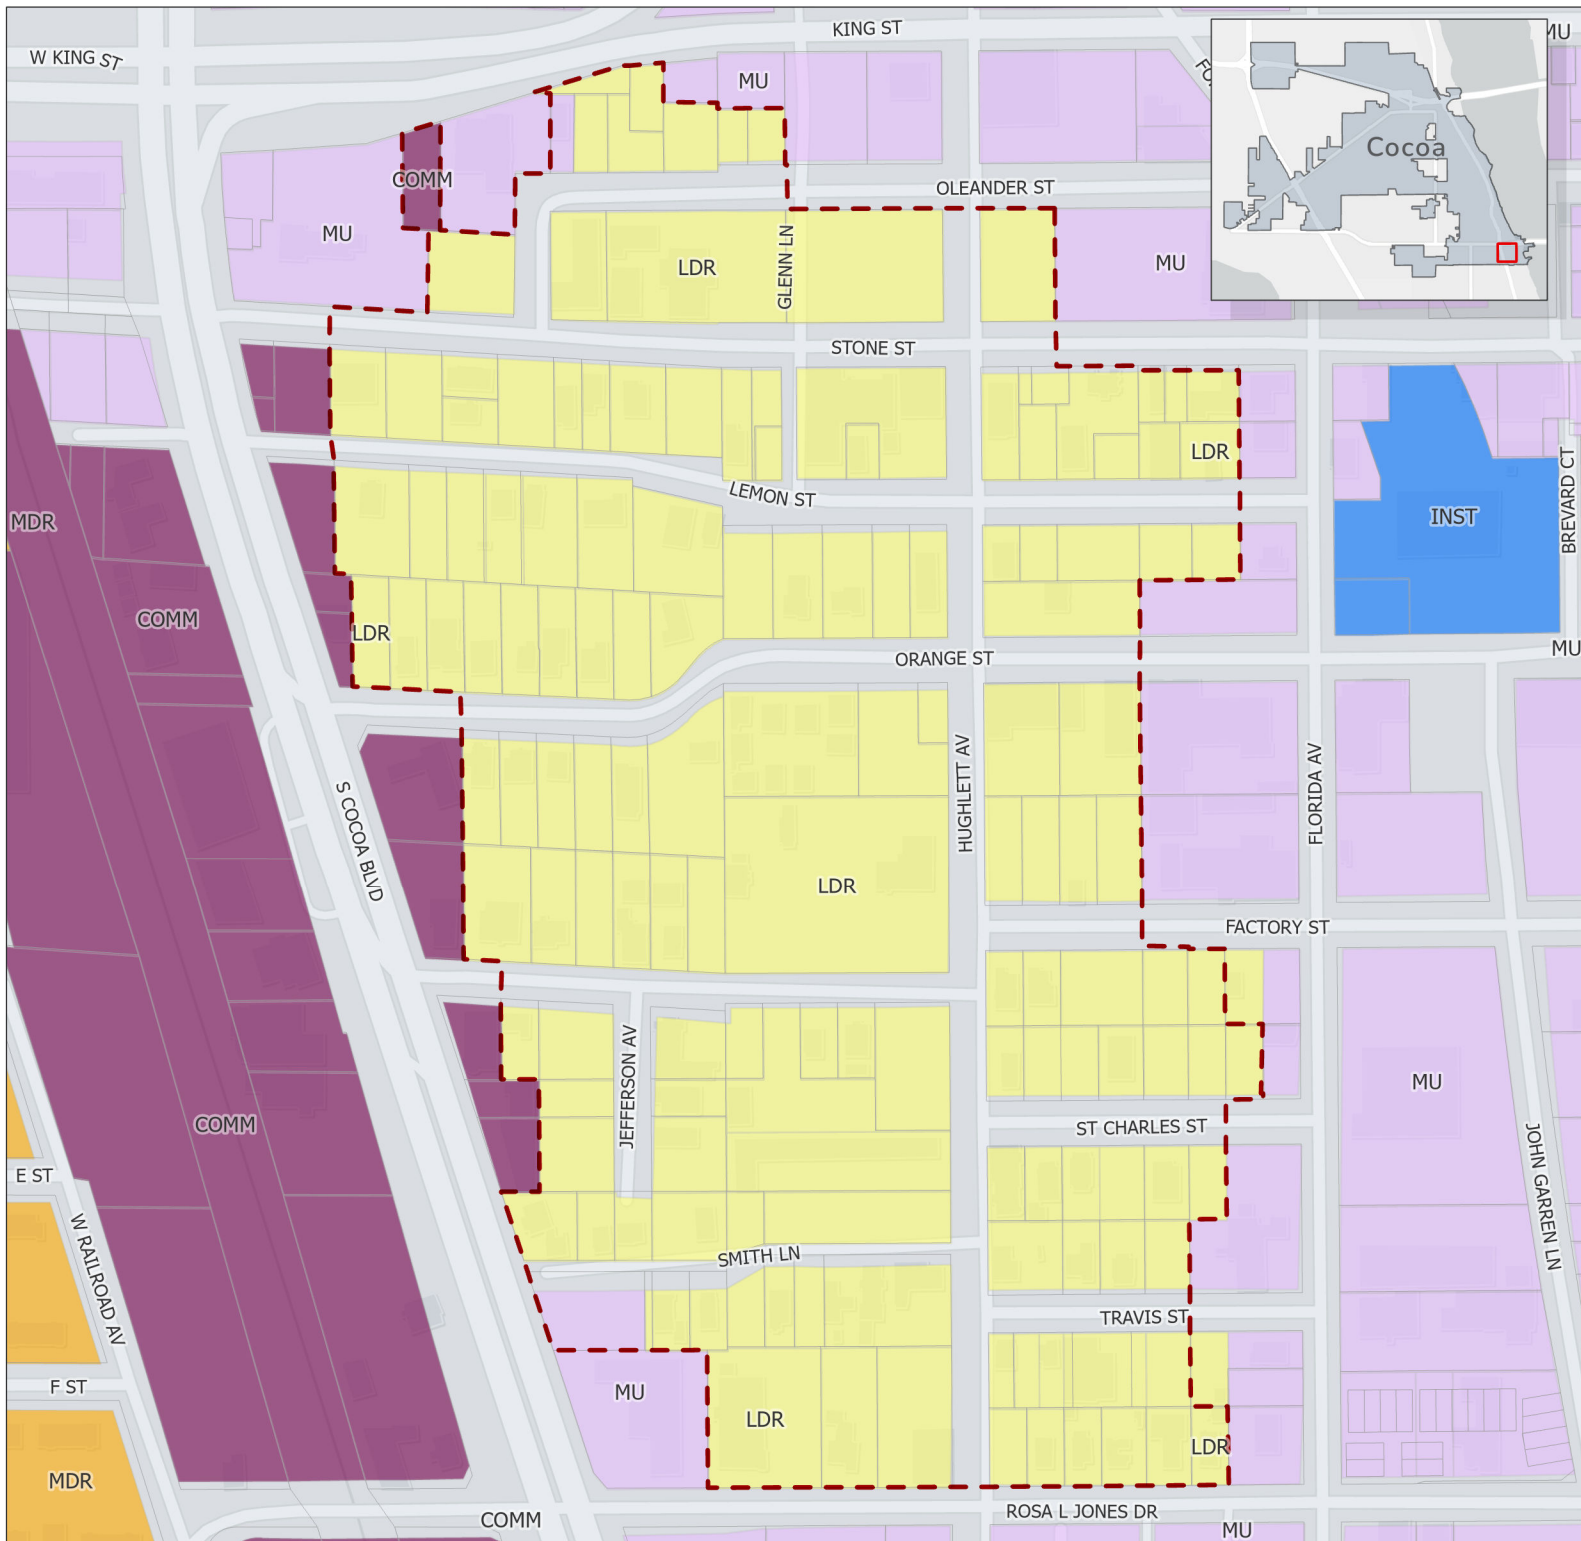 KING ST
W KING ST
MU
MU
Cocoa
COMM
OLEANDER ST
MU
LDR
GLENN LN
MU
STONE ST
LDR
LEMON ST
INST
BREVARD CT
MDR
COMM
LDR
ORANGE ST
MU
HUGHLETT AV
FLORIDA AV
S COCOA BLVD
LDR
FACTORY ST
JEFFERSON AV
MU
COMM
ST CHARLES ST
JOHN GARREN LN
E ST
W RAILROAD AV
SMITH LN
TRAVIS ST
F ST
MU
LDR
LDR
MDR
COMM
ROSA L JONES DR
MU